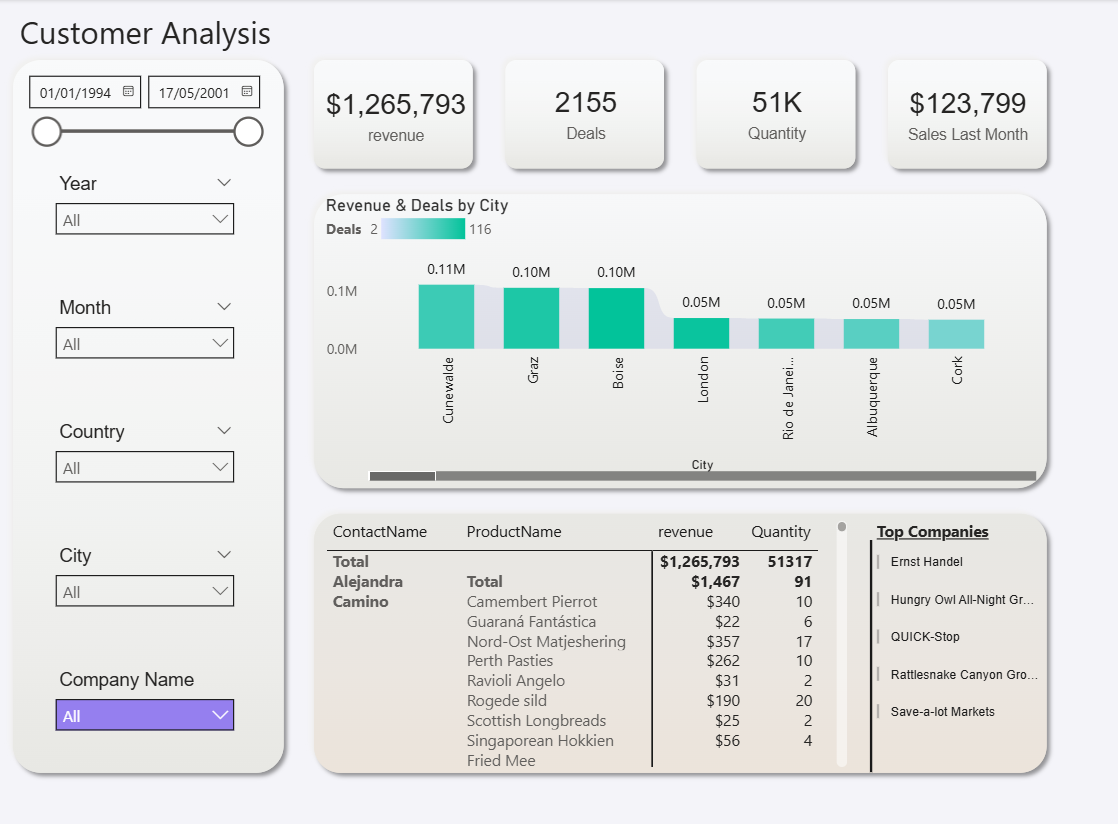 Customer Analysis
01/01/1994 17/05/2001
Year
All
Month
All
Country
All
City
All
Company Name
All
$1,265,793
revenue
2155
Deals
51K
Quantity
$123,799
Sales Last Month
Revenue & Deals by City
Deals 2 116
0.11M 0.10M 0.10M 0.05M 0.05M 0.05M 0.05M
0.1M
0.0M
Cunewalde Graz Boise London Rio de Janei... Albuquerque Cork
City
ContactName ProductName revenue Quantity
Total $1,265,793 51317
Alejandra Total $1,467 91
Camino Camembert Pierrot $340 10
Guaraná Fantástica $22 6
Nord-Ost Matjeshering $357 17
Perth Pasties $262 10
Ravioli Angelo $31 2
Rogede sild $190 20
Scottish Longbreads $25 2
Singaporean Hokkien $56 4
Fried Mee
Top Companies
Ernst Handel
Hungry Owl All-Night Gr...
QUICK-Stop
Rattlesnake Canyon Gro...
Save-a-lot Markets